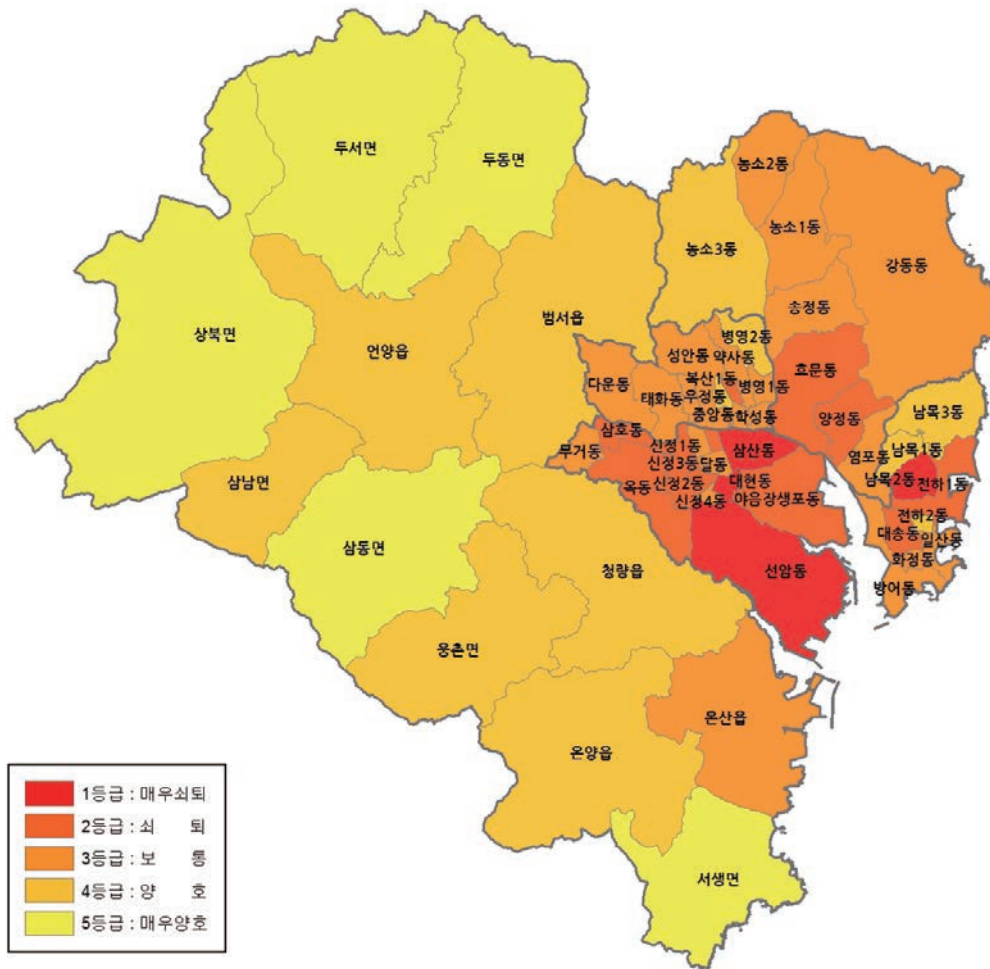 두서면
두동면
농소2동
농소1동
농소3동
강동동
송정동
상북면
언양읍
범서읍
병영2동
성안동
약사동
효문동
다운동
복산1동
병영1동
태화동
우정동
중앙동
학성동
양정동
남목3동
삼호동
신정1동
삼산동
남목1동
염포동
무거동
신정3동
달동
남목2동
전하1동
옥동
신정2동
대현동
신정4동
야음장생포동
삼남면
전하2동
대송동
일산동
화정동
방어동
삼동면
청량읍
선암동
웅촌면
온산읍
온양읍
서생면
1등급 : 매우쇠퇴
2등급 : 쇠 퇴
3등급 : 보 통
4등급 : 양 호
5등급 : 매우양호